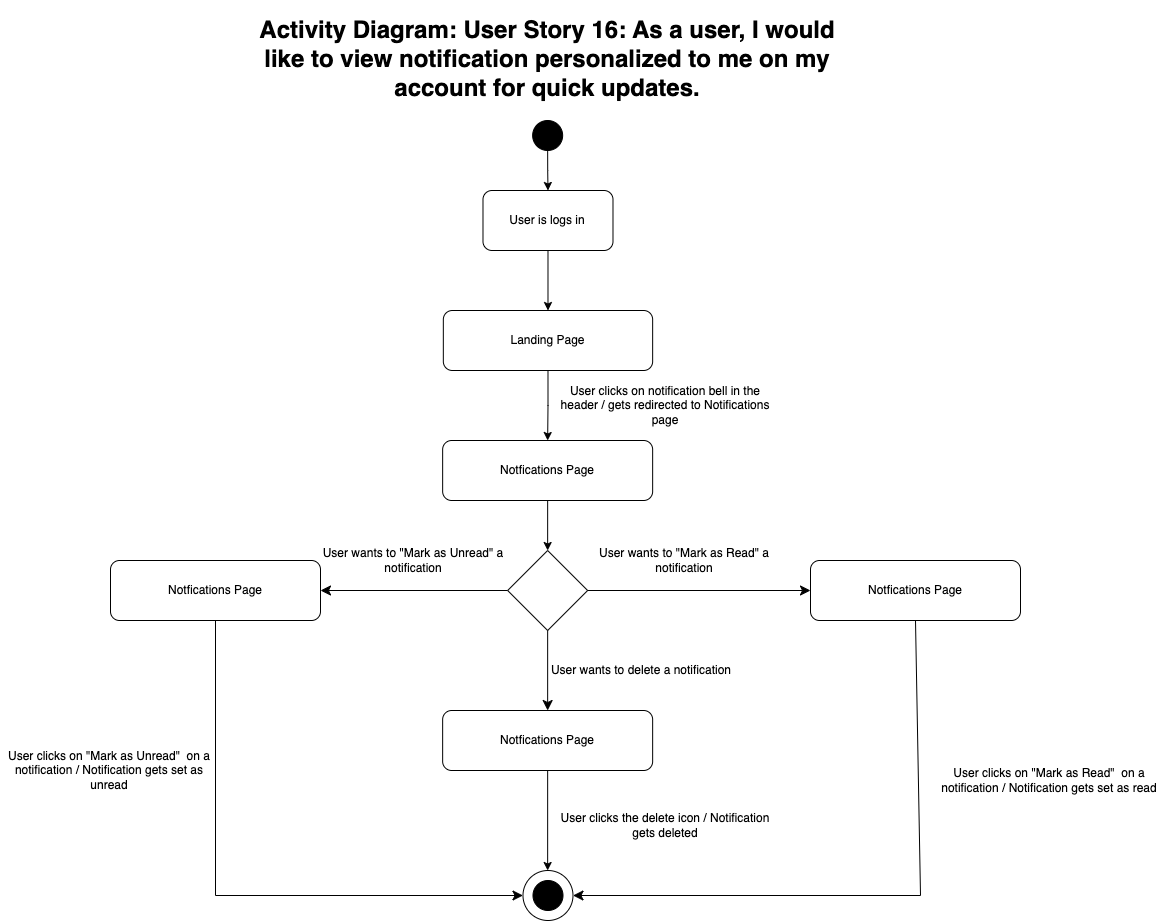 Activity Diagram: User Story 16: As a user, I would
like to view notification personalized to me on my
account for quick updates.
User is logs in
Landing Page
User clicks on notification bell in the
header / gets redirected to Notifications
page
Notfications Page
User wants to "Mark as Unread" a
notification
User wants to "Mark as Read" a
notification
Notfications Page
Notfications Page
User wants to delete a notification
Notfications Page
User clicks on "Mark as Unread"  on a
notification / Notification gets set as
unread
User clicks on "Mark as Read"  on a
notification / Notification gets set as read
User clicks the delete icon / Notification
gets deleted